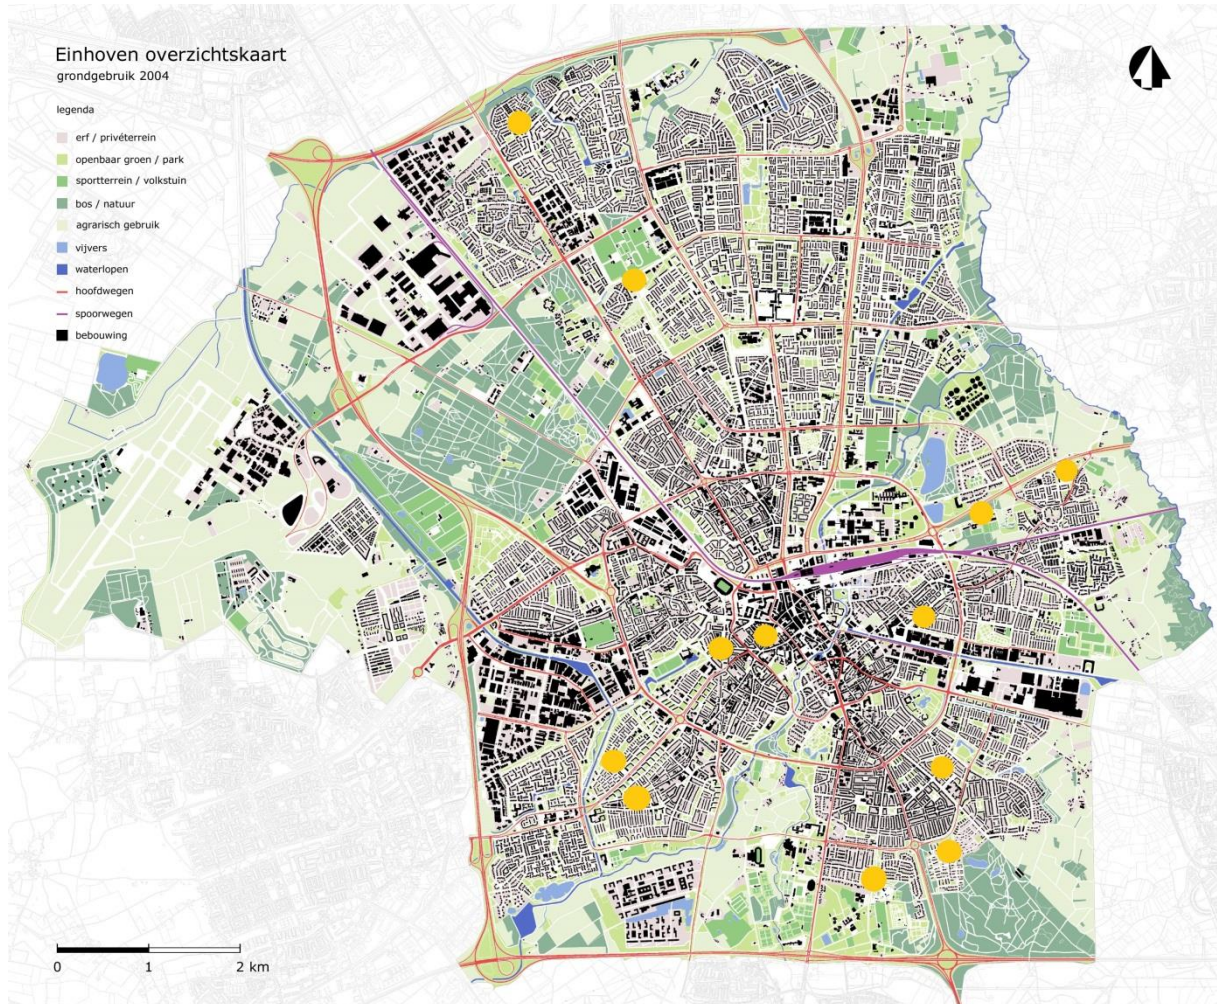 Einhoven overzichtskaart
grondgebruik 2004
legenda
erf / privéterrein
openbaar groen / park
sportterrein / volkstuin
bos / natuur
agrarisch gebruik
vijvers
waterlopen
hoofdwegen
spoorwegen
bebouwing
0 1 2 km